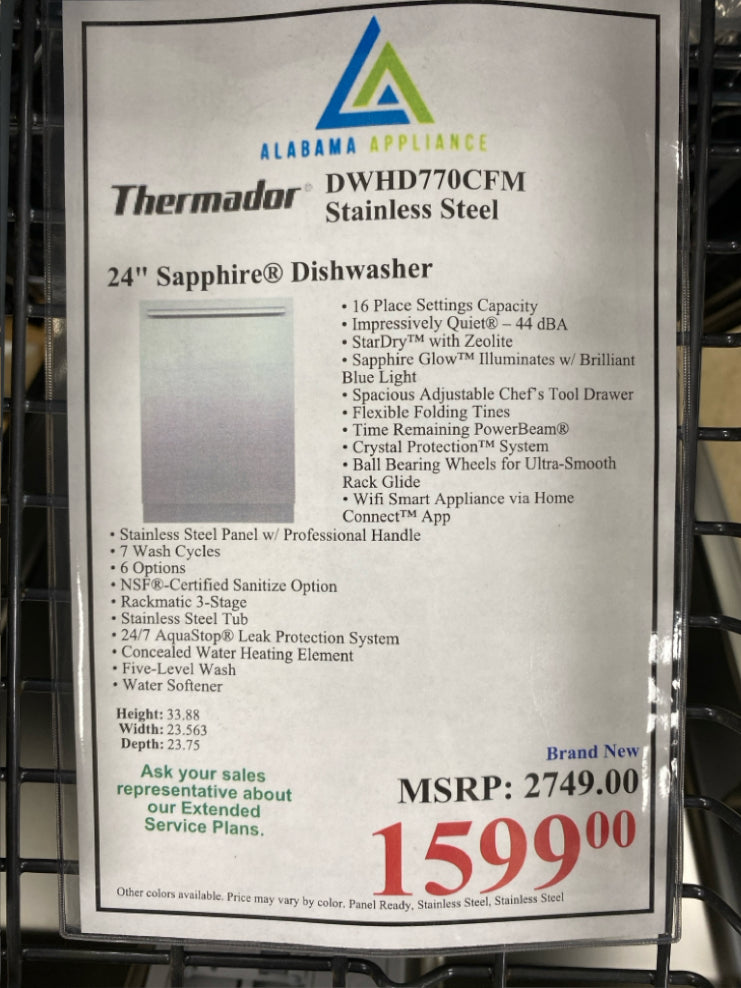 ALABAMA APPLIANCE
Thermador®
DWHD770CFM
Stainless Steel
24" Sapphire® Dishwasher
• 16 Place Settings Capacity
• Impressively Quiet® – 44 dBA
• StarDry™ with Zeolite
• Sapphire Glow™ Illuminates w/ Brilliant
Blue Light
• Spacious Adjustable Chef's Tool Drawer
• Flexible Folding Tines
• Time Remaining PowerBeam®
• Crystal Protection™ System
• Ball Bearing Wheels for Ultra-Smooth
Rack Glide
• Wifi Smart Appliance via Home
Connect™ App
• Stainless Steel Panel w/ Professional Handle
• 7 Wash Cycles
• 6 Options
• NSF®-Certified Sanitize Option
• Rackmatic 3-Stage
• Stainless Steel Tub
• 24/7 AquaStop® Leak Protection System
• Concealed Water Heating Element
• Five-Level Wash
• Water Softener
Height: 33.88
Width: 23.563
Depth: 23.75
Ask your sales
representative about
our Extended
Service Plans.
Brand New
MSRP: 2749.00
1599 00
Other colors available. Price may vary by color. Panel Ready, Stainless Steel, Stainless Steel